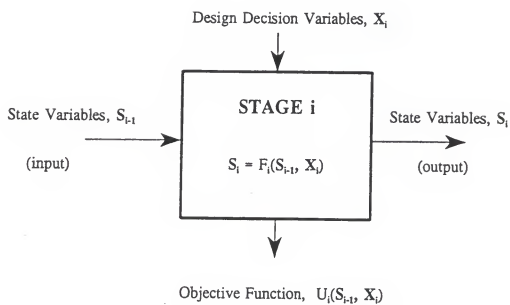 Design Decision Variables, Xᵢ
STAGE i
State Variables, Sᵢ₋₁
State Variables, Sᵢ
Sᵢ = Fᵢ(Sᵢ₋₁, Xᵢ)
(input)
(output)
Objective Function, Uᵢ(Sᵢ₋₁, Xᵢ)